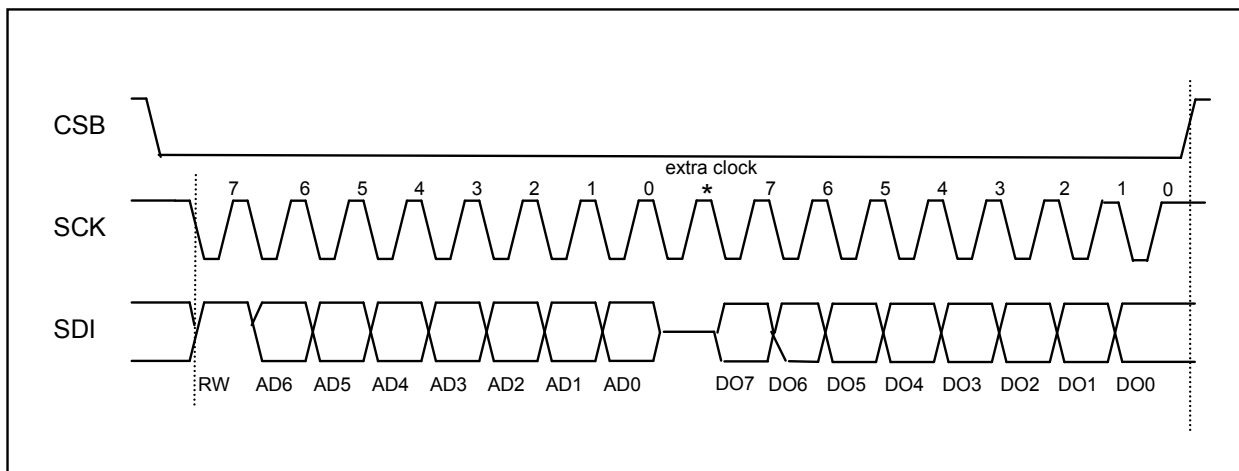 CSB
extra clock
7 6 5 4 3 2 1 0 * 7 6 5 4 3 2 1 0
SCK
SDI
RW AD6 AD5 AD4 AD3 AD2 AD1 AD0 DO7 DO6 DO5 DO4 DO3 DO2 DO1 DO0